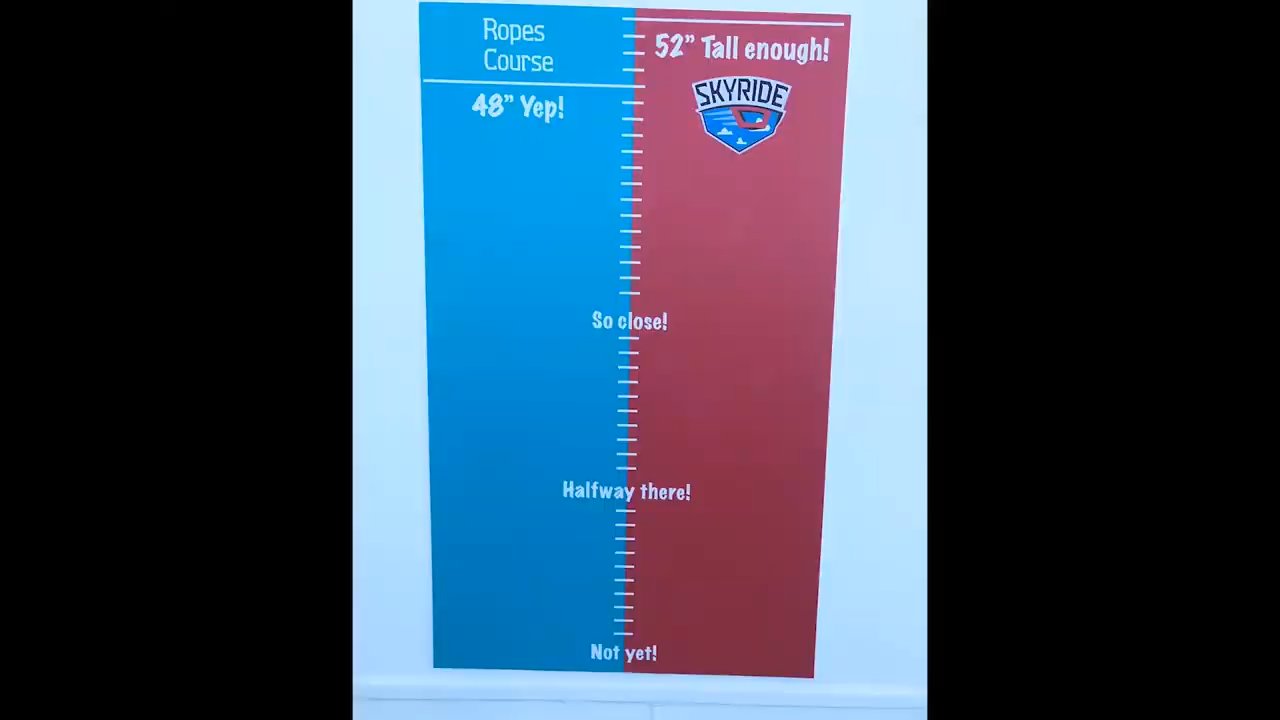 Ropes
Course
52” Tall enough!
48” Yep!
SKYRIDE
So close!
Halfway there!
Not yet!